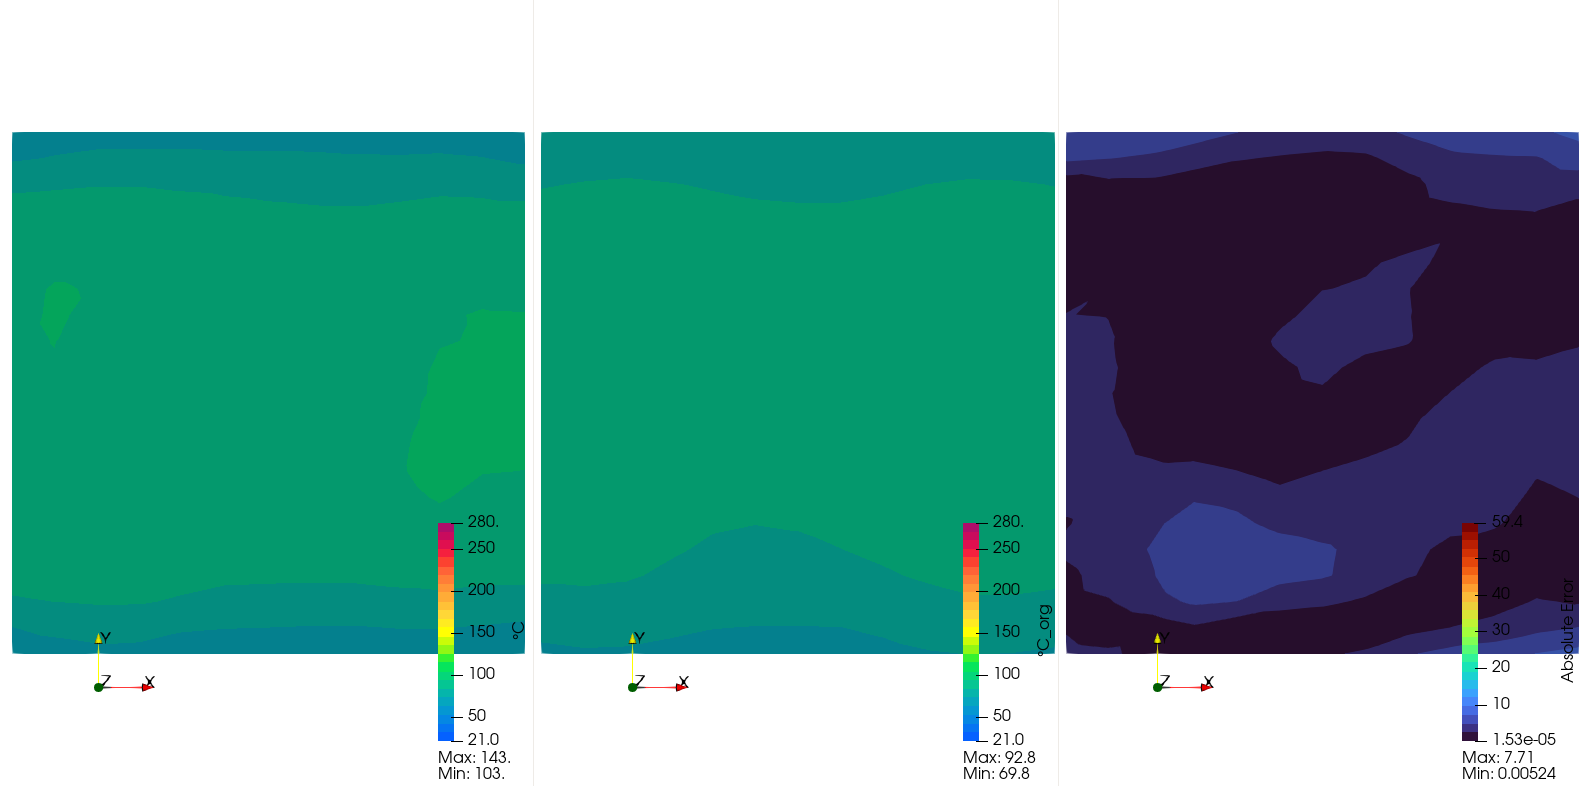 280.
250
200
150
100
50
21.0
°C
Max: 143.
Min: 103.
Y
Z
X
280.
250
200
150
100
50
21.0
°C_org
Max: 92.8
Min: 69.8
Y
Z
X
59.4
50
40
30
20
10
1.53e-05
Absolute Error
Max: 7.71
Min: 0.00524
Y
Z
X